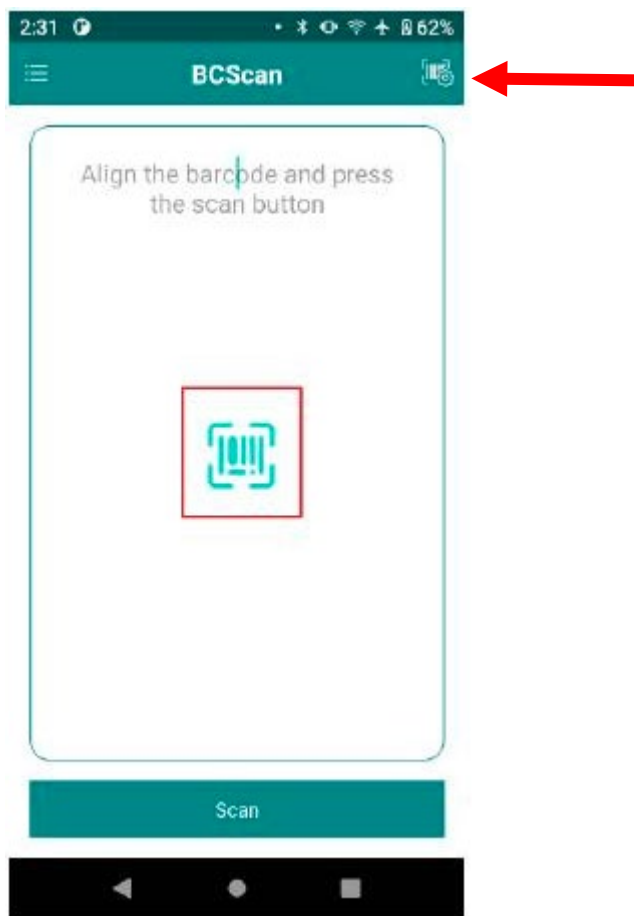 2:31 62%
BCScan
Align the barcode and press
the scan button
Scan